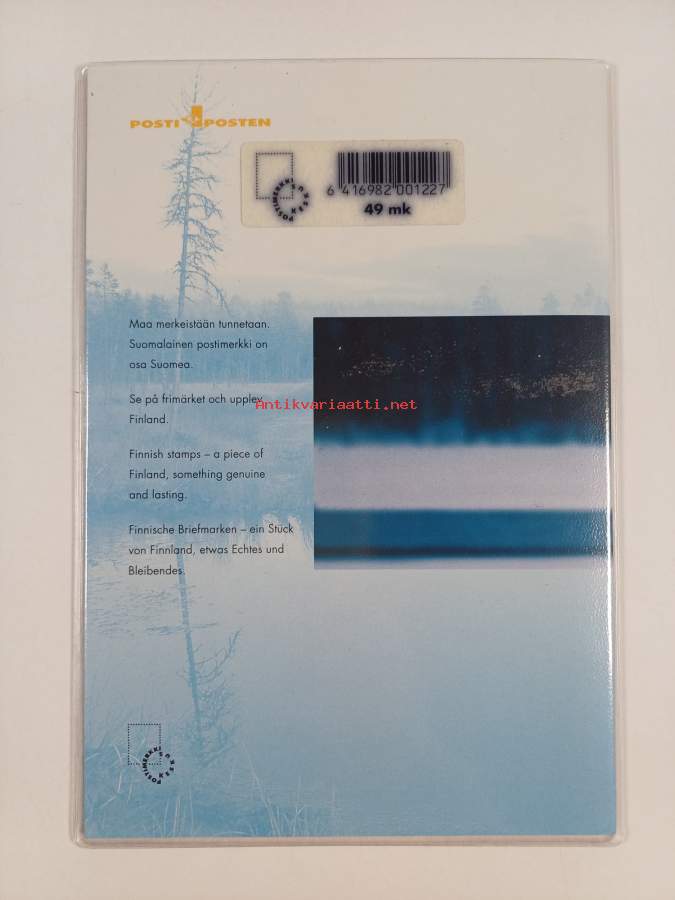 POSTI POSTEN
POSTIMERKKIKESKUS
6 416982 001227
49 mk
Maa merkeistään tunnetaan.
Suomalainen postimerkki on
osa Suomea.
Se på frimärket och upplev
Finland.
Antikvariaatti.net
Finnish stamps – a piece of
Finland, something genuine
and lasting.
Finnische Briefmarken – ein Stück
von Finnland, etwas Echtes und
Bleibendes.
POSTIMERKKIKESKUS